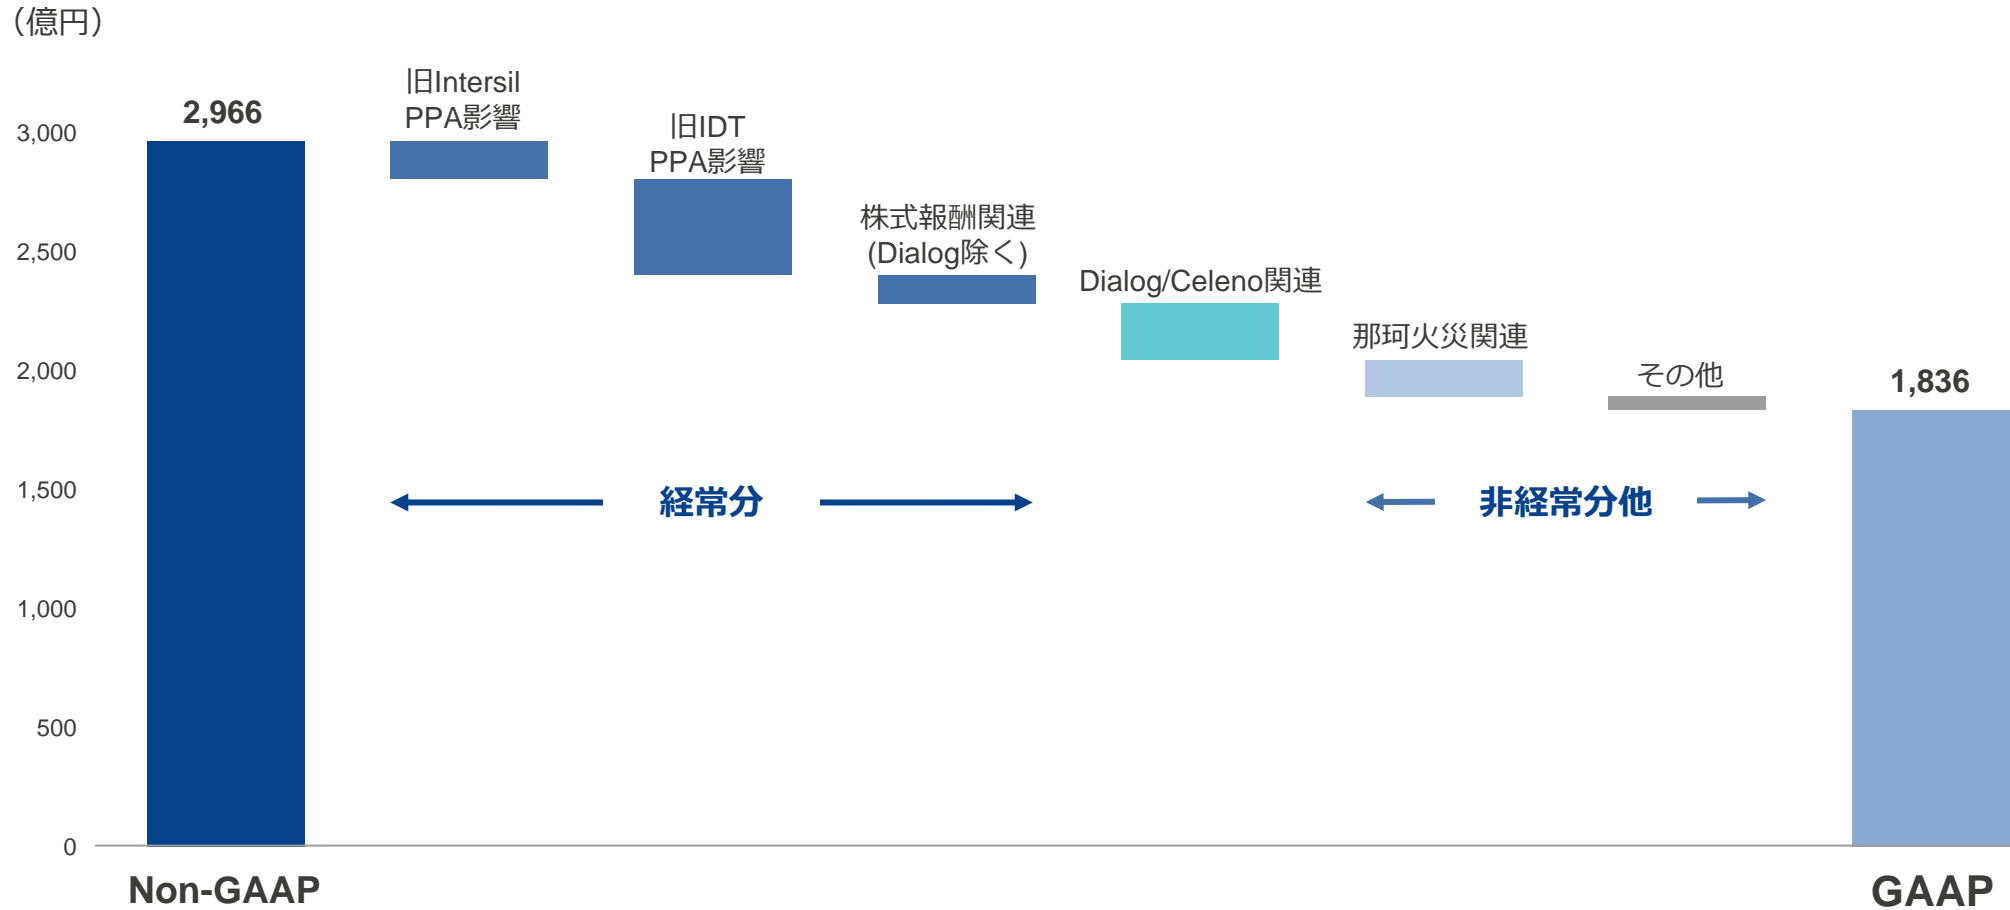 （億円）
2,966
旧Intersil
PPA影響
旧IDT
PPA影響
株式報酬関連
(Dialog除く)
Dialog/Celeno関連
那珂火災関連
その他
1,836
3,000
2,500
2,000
1,500
1,000
500
0
経常分
非経常分他
Non-GAAP
GAAP